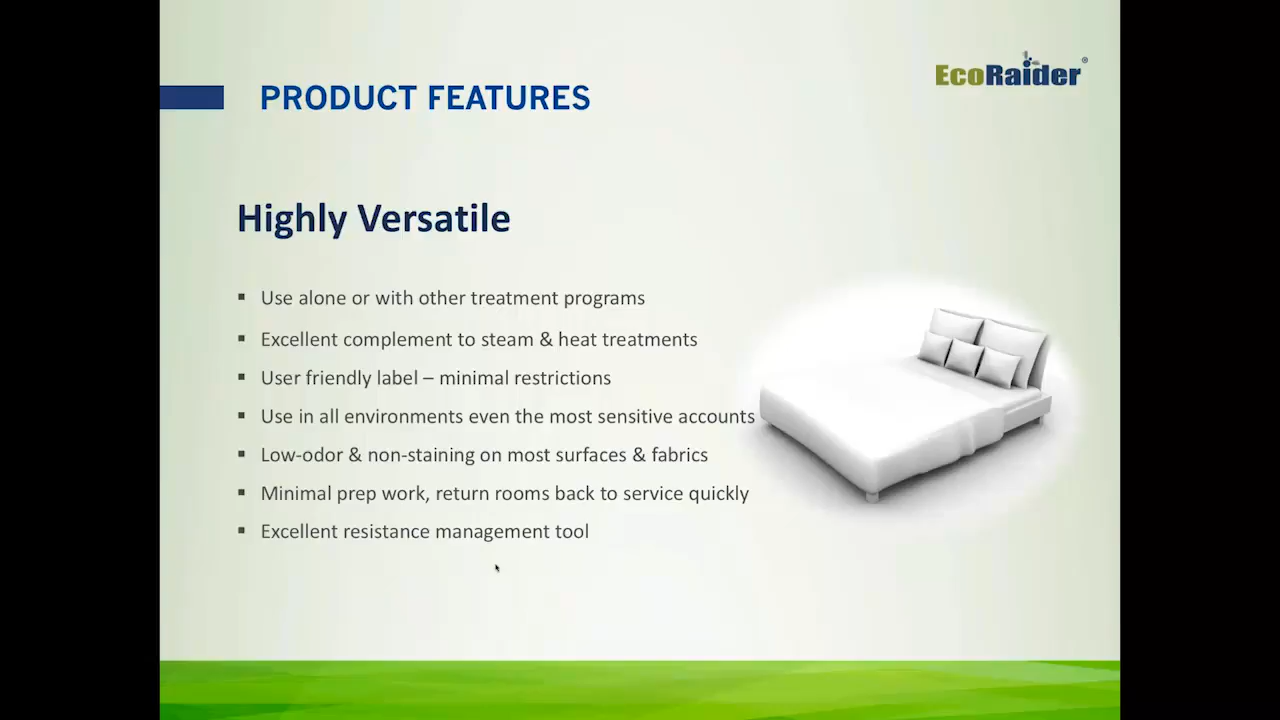 EcoRaider®
PRODUCT FEATURES
Highly Versatile
▪ Use alone or with other treatment programs
▪ Excellent complement to steam & heat treatments
▪ User friendly label – minimal restrictions
▪ Use in all environments even the most sensitive accounts
▪ Low-odor & non-staining on most surfaces & fabrics
▪ Minimal prep work, return rooms back to service quickly
▪ Excellent resistance management tool